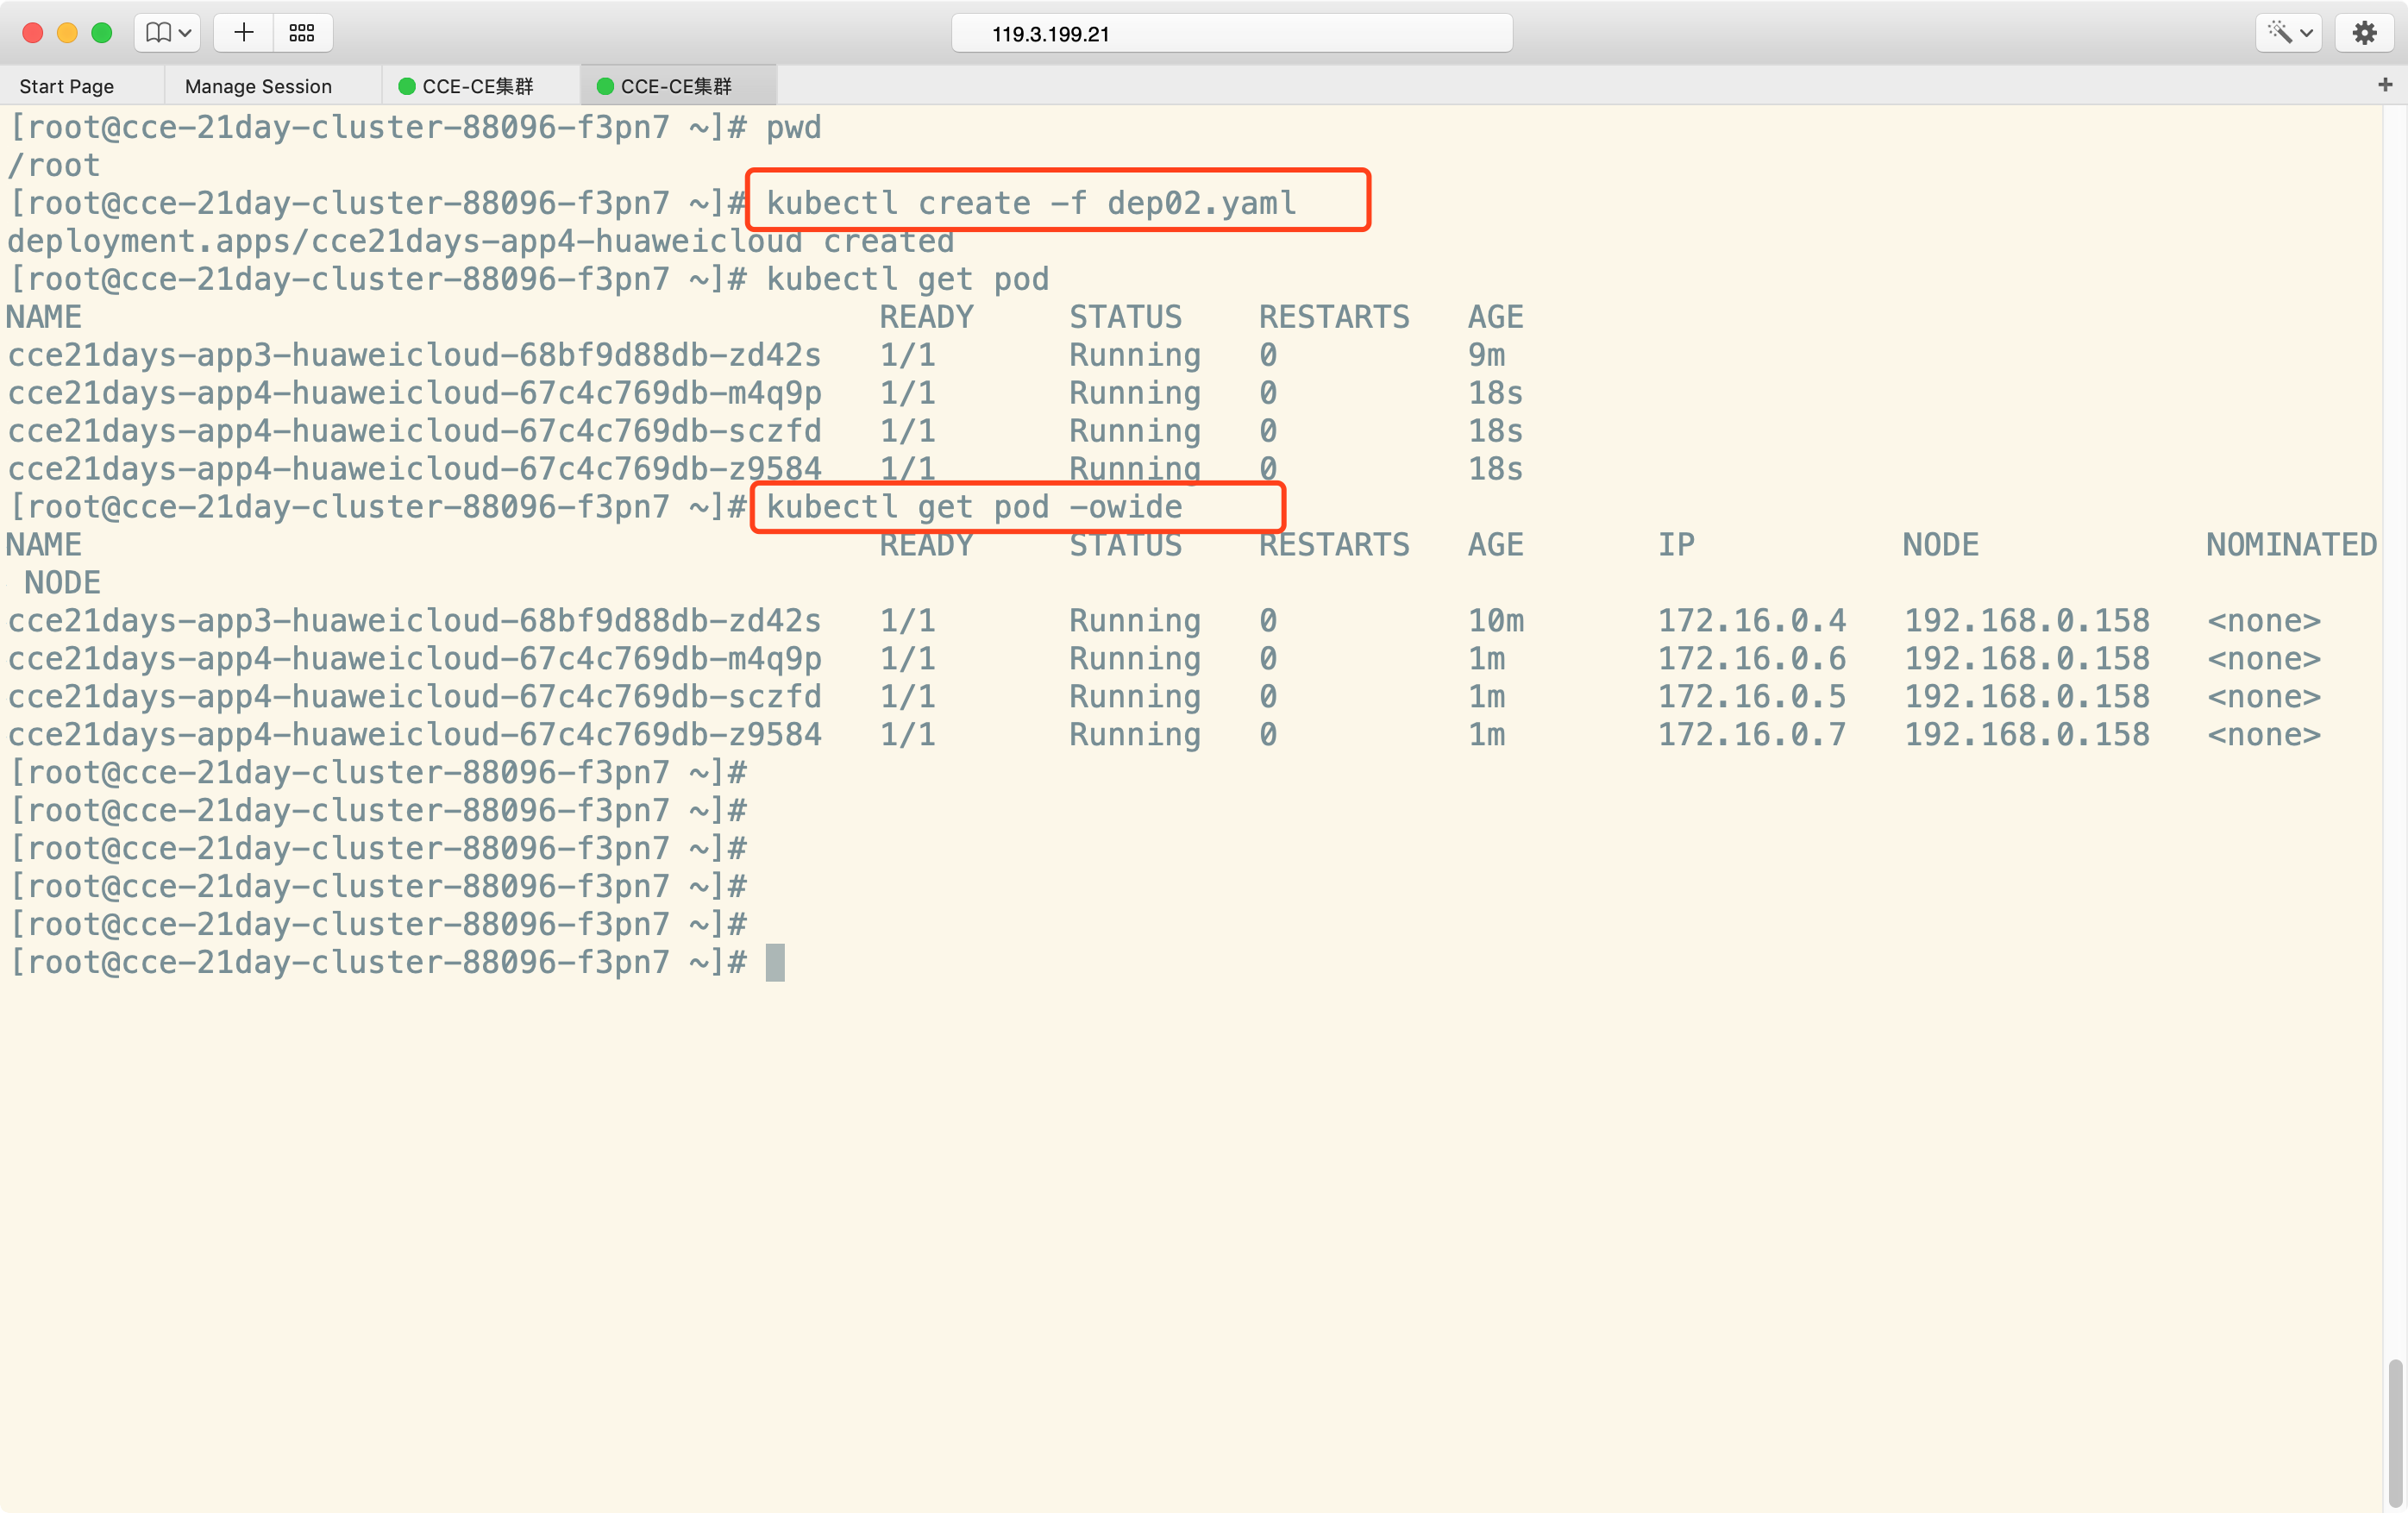 119.3.199.21
Start Page
Manage Session
CCE-CE集群
CCE-CE集群
[root@cce-21day-cluster-88096-f3pn7 ~]# pwd
/root
[root@cce-21day-cluster-88096-f3pn7 ~]# kubectl create -f dep02.yaml
deployment.apps/cce21days-app4-huaweicloud created
[root@cce-21day-cluster-88096-f3pn7 ~]# kubectl get pod
NAME READY STATUS RESTARTS AGE
cce21days-app3-huaweicloud-68bf9d88db-zd42s 1/1 Running 0 9m
cce21days-app4-huaweicloud-67c4c769db-m4q9p 1/1 Running 0 18s
cce21days-app4-huaweicloud-67c4c769db-sczfd 1/1 Running 0 18s
cce21days-app4-huaweicloud-67c4c769db-z9584 1/1 Running 0 18s
[root@cce-21day-cluster-88096-f3pn7 ~]# kubectl get pod -owide
NAME READY STATUS RESTARTS AGE IP NODE NOMINATED
NODE
cce21days-app3-huaweicloud-68bf9d88db-zd42s 1/1 Running 0 10m 172.16.0.4 192.168.0.158 <none>
cce21days-app4-huaweicloud-67c4c769db-m4q9p 1/1 Running 0 1m 172.16.0.6 192.168.0.158 <none>
cce21days-app4-huaweicloud-67c4c769db-sczfd 1/1 Running 0 1m 172.16.0.5 192.168.0.158 <none>
cce21days-app4-huaweicloud-67c4c769db-z9584 1/1 Running 0 1m 172.16.0.7 192.168.0.158 <none>
[root@cce-21day-cluster-88096-f3pn7 ~]#
[root@cce-21day-cluster-88096-f3pn7 ~]#
[root@cce-21day-cluster-88096-f3pn7 ~]#
[root@cce-21day-cluster-88096-f3pn7 ~]#
[root@cce-21day-cluster-88096-f3pn7 ~]#
[root@cce-21day-cluster-88096-f3pn7 ~]#